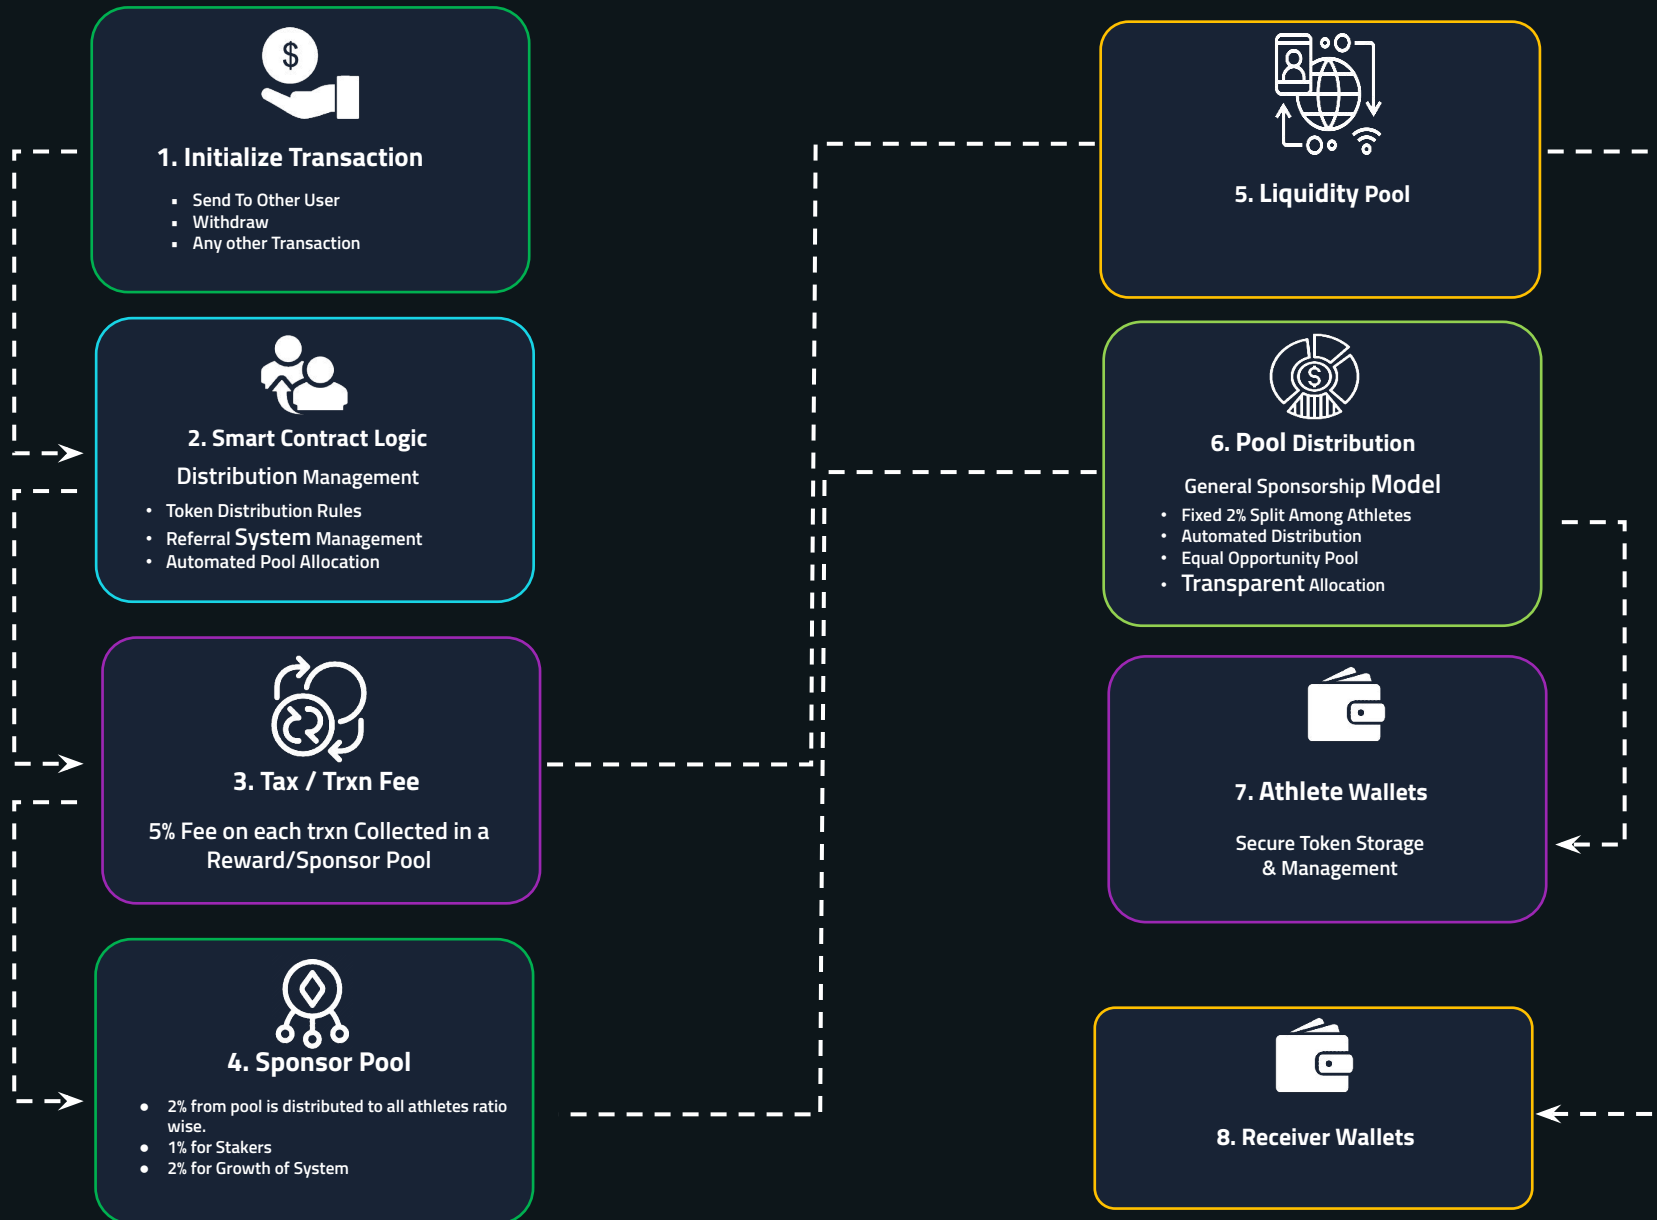 $
1. Initialize Transaction
▪ Send To Other User
▪ Withdraw
▪ Any other Transaction
2. Smart Contract Logic
Distribution Management
• Token Distribution Rules
• Referral System Management
• Automated Pool Allocation
3. Tax / Trxn Fee
5% Fee on each trxn Collected in a
Reward/Sponsor Pool
4. Sponsor Pool
● 2% from pool is distributed to all athletes ratio
wise.
● 1% for Stakers
● 2% for Growth of System
5. Liquidity Pool
$
6. Pool Distribution
General Sponsorship Model
• Fixed 2% Split Among Athletes
• Automated Distribution
• Equal Opportunity Pool
• Transparent Allocation
7. Athlete Wallets
Secure Token Storage
& Management
8. Receiver Wallets